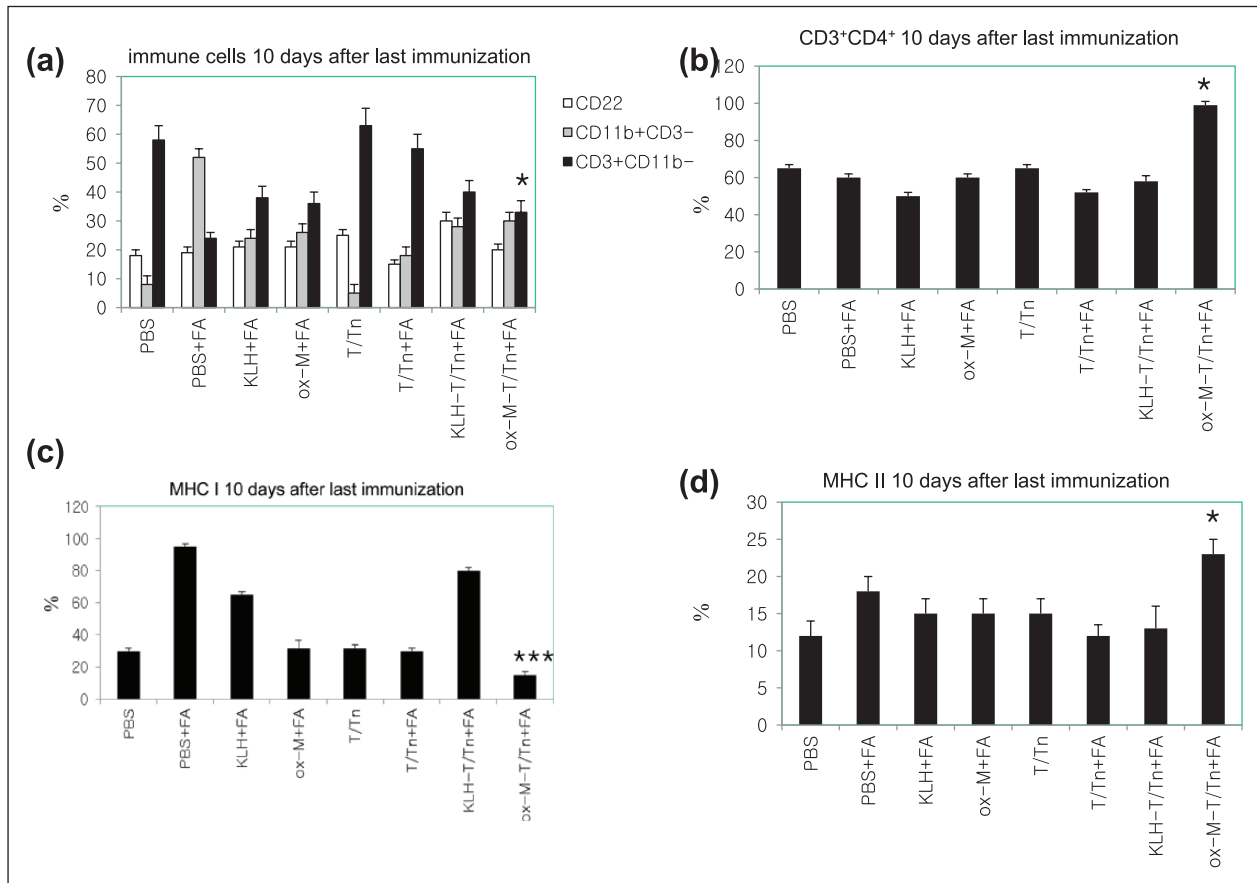 (a)
immune cells 10 days after last immunization
80
70
60
50
40
30
20
10
0
%
*
PBS
PBS+FA
KLH+FA
ox-M+FA
T/Tn
T/Tn+FA
KLH-T/Tn+FA
ox-M-T/Tn+FA
CD22
CD11b+CD3-
CD3+CD11b-
(b)
CD3+CD4+ 10 days after last immunization
120
100
80
60
40
20
0
%
*
PBS
PBS+FA
KLH+FA
ox-M+FA
T/Tn
T/Tn+FA
KLH-T/Tn+FA
ox-M-T/Tn+FA
(c)
MHC I 10 days after last immunization
120
100
80
60
40
20
0
%
***
PBS
PBS+FA
KLH+FA
ox-M+FA
T/Tn
T/Tn+FA
KLH-T/Tn+FA
ox-M-T/Tn+FA
(d)
MHC II 10 days after last immunization
30
25
20
15
10
5
0
%
*
PBS
PBS+FA
KLH+FA
ox-M+FA
T/Tn
T/Tn+FA
KLH-T/Tn+FA
ox-M-T/Tn+FA